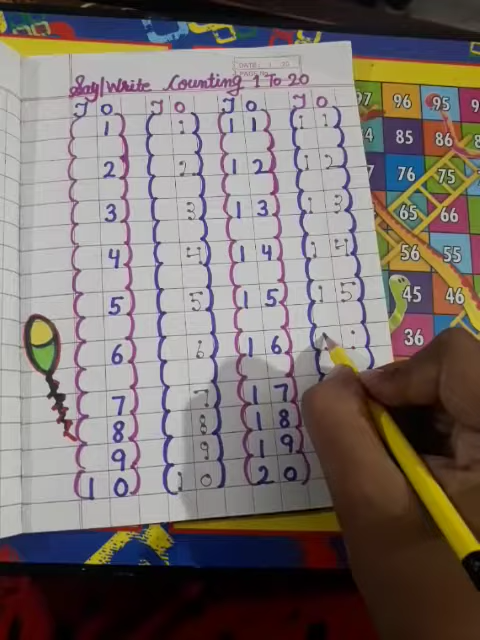 DATE:
Say/Write Counting 1 To 20
T O T O T O T O
1 1 1 1 1 1
2 2 1 2 1 2
3 3 1 3 1 3
4 4 1 4 1 4
5 5 1 5 1 5
6 6 1 6
7 7 1 7
8 8 1 8
9 9 1 9
1 0 1 0 2 0
97 96 95
85 86
76 75
65 66
56 55
45 46
36